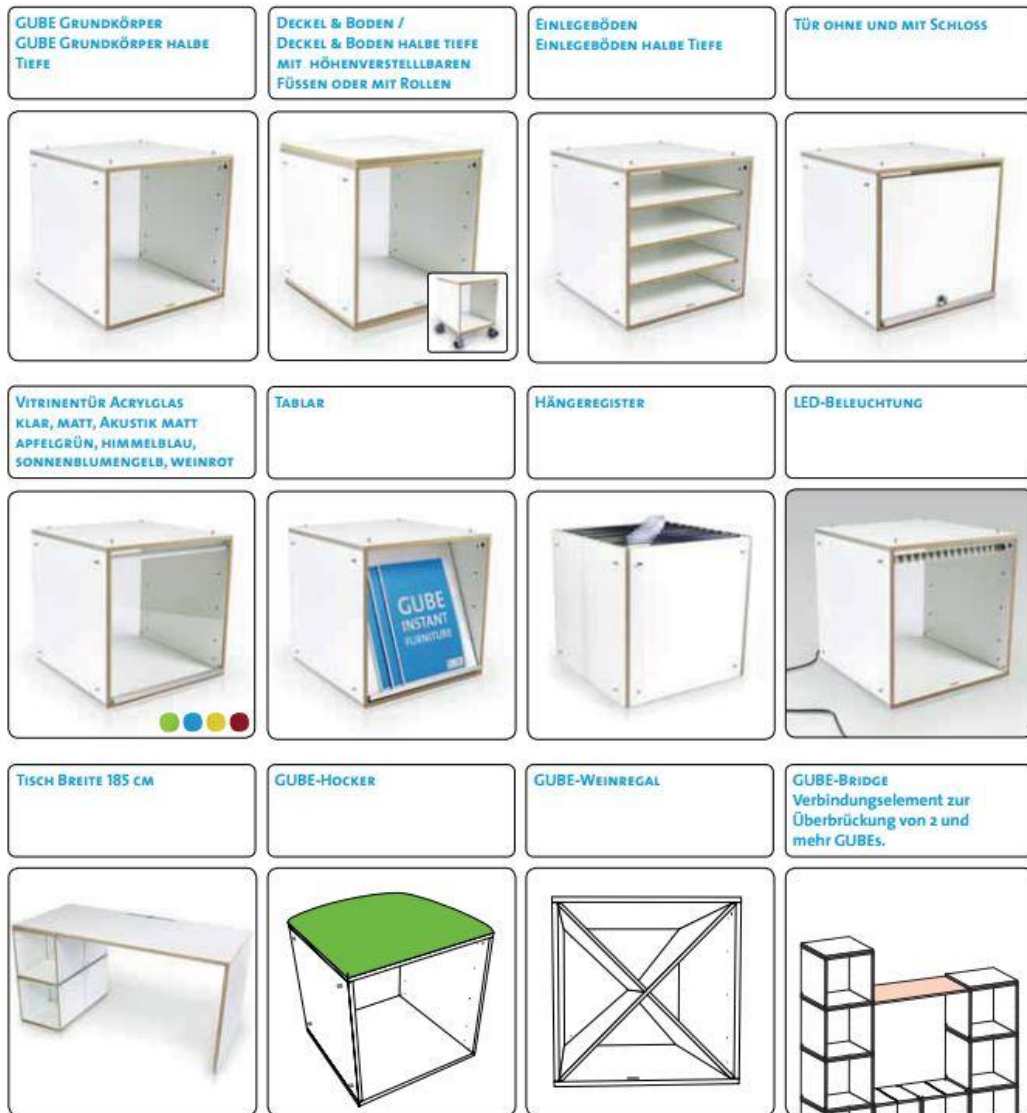 GUBE GRUNDKÖRPER
GUBE GRUNDKÖRPER HALBE
TIEFE
DECKEL & BODEN /
DECKEL & BODEN HALBE TIEFE
MIT HÖHENVERSTELLLBAREN
FÜSSEN ODER MIT ROLLEN
EINLEGEBÖDEN
EINLEGEBÖDEN HALBE TIEFE
TÜR OHNE UND MIT SCHLOSS
VITRINENTÜR ACRYLGLAS
KLAR, MATT, AKUSTIK MATT
APFELGRÜN, HIMMELBLAU,
SONNENBLUMENGELB, WEINROT
TABLAR
HÄNGEREGISTER
LED-BELEUCHTUNG
GUBE
INSTANT
FURNITURE
TISCH BREITE 185 CM
GUBE-HOCKER
GUBE-WEINREGAL
GUBE-BRIDGE
Verbindungselement zur
Überbrückung von 2 und
mehr GUBEs.